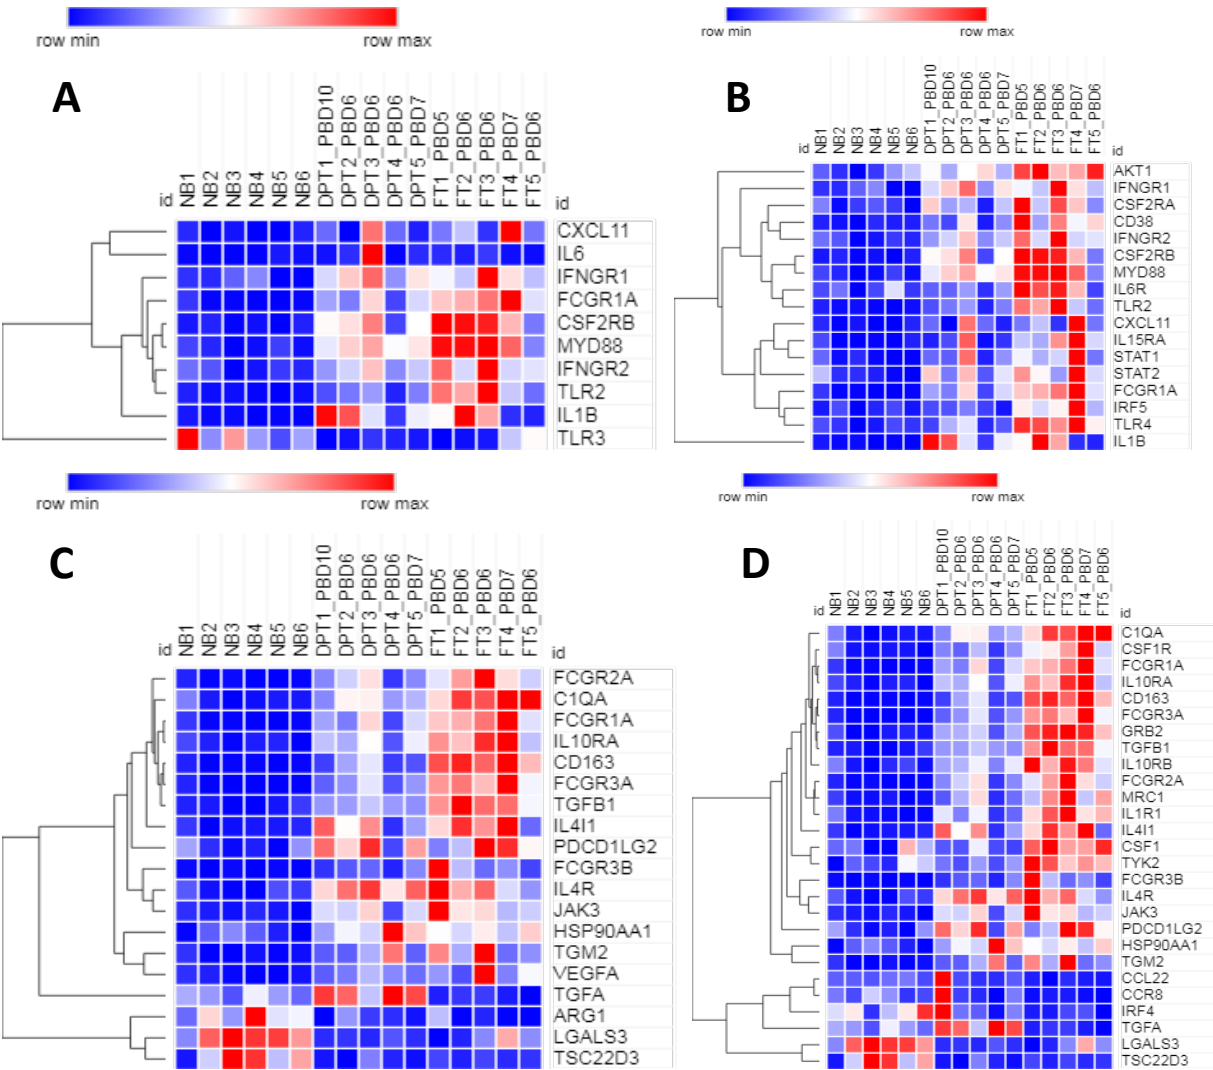 row min row max
A
id NB1 NB2 NB3 NB4 NB5 NB6 DPT1_PBD10 DPT2_PBD6 DPT3_PBD6 DPT4_PBD6 DPT5_PBD7 FT1_PBD5 FT2_PBD6 FT3_PBD6 FT4_PBD7 FT5_PBD6 id
CXCL11
IL6
IFNGR1
FCGR1A
CSF2RB
MYD88
IFNGR2
TLR2
IL1B
TLR3
row min row max
B
id NB1 NB2 NB3 NB4 NB5 NB6 DPT1_PBD10 DPT2_PBD6 DPT3_PBD6 DPT4_PBD6 DPT5_PBD7 FT1_PBD5 FT2_PBD6 FT3_PBD6 FT4_PBD7 FT5_PBD6 id
AKT1
IFNGR1
CSF2RA
CD38
IFNGR2
CSF2RB
MYD88
IL6R
TLR2
CXCL11
IL15RA
STAT1
STAT2
FCGR1A
IRF5
TLR4
IL1B
row min row max
C
id NB1 NB2 NB3 NB4 NB5 NB6 DPT1_PBD10 DPT2_PBD6 DPT3_PBD6 DPT4_PBD6 DPT5_PBD7 FT1_PBD5 FT2_PBD6 FT3_PBD6 FT4_PBD7 FT5_PBD6 id
FCGR2A
C1QA
FCGR1A
IL10RA
CD163
FCGR3A
TGFB1
IL4I1
PDCD1LG2
FCGR3B
IL4R
JAK3
HSP90AA1
TGM2
VEGFA
TGFA
ARG1
LGALS3
TSC22D3
row min row max
D
id NB1 NB2 NB3 NB4 NB5 NB6 DPT1_PBD10 DPT2_PBD6 DPT3_PBD6 DPT4_PBD6 DPT5_PBD7 FT1_PBD5 FT2_PBD6 FT3_PBD6 FT4_PBD7 FT5_PBD6 id
C1QA
CSF1R
FCGR1A
IL10RA
CD163
FCGR3A
GRB2
TGFB1
IL10RB
FCGR2A
MRC1
IL1R1
IL4I1
CSF1
TYK2
FCGR3B
IL4R
JAK3
PDCD1LG2
HSP90AA1
TGM2
CCL22
CCR8
IRF4
TGFA
LGALS3
TSC22D3